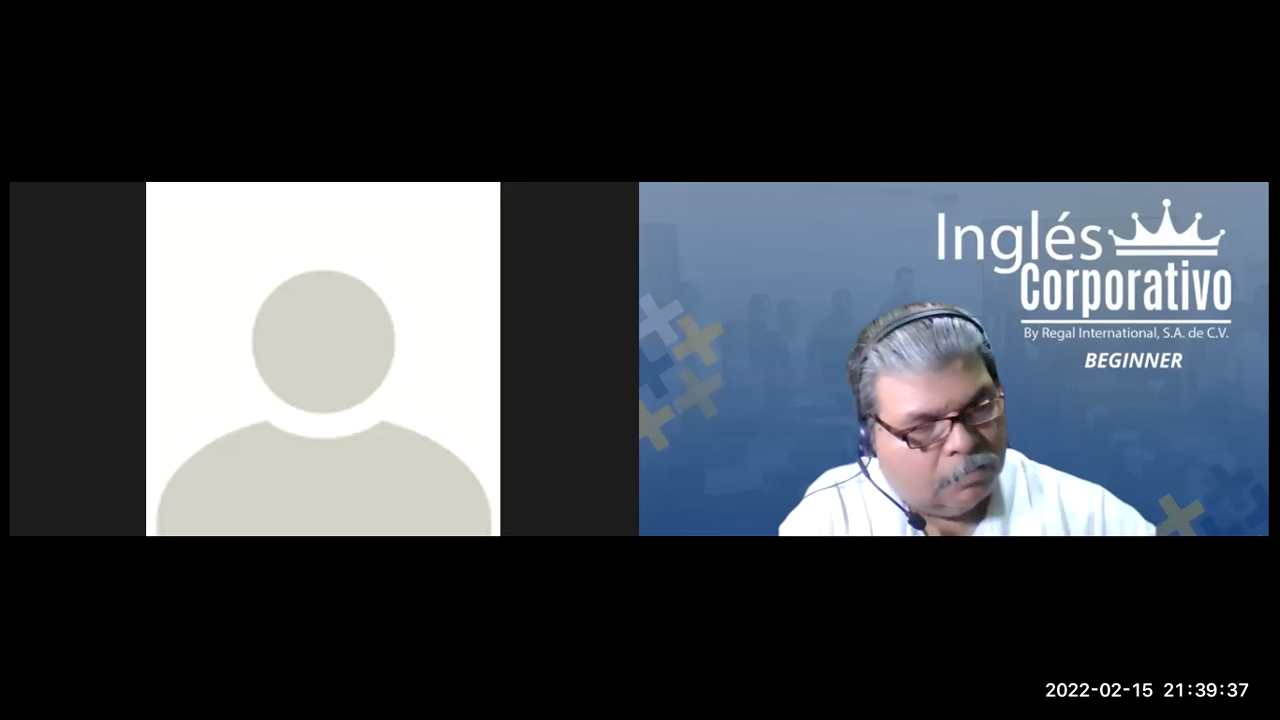 Inglés
Corporativo
By Regal International, S.A. de C.V.
BEGINNER
2022-02-15 21:39:37